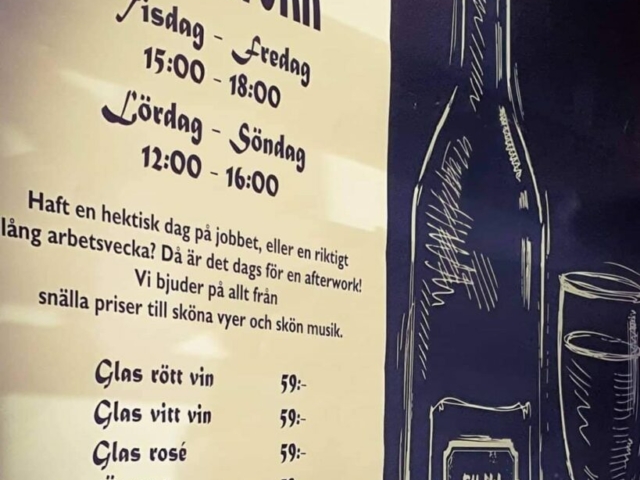 Tisdag - Fredag
15:00 - 18:00
Lördag - Söndag
12:00 - 16:00
Haft en hektisk dag på jobbet, eller en riktigt
lång arbetsvecka? Då är det dags för en afterwork!
Vi bjuder på allt från
snälla priser till sköna vyer och skön musik.
Glas rött vin 59:-
Glas vitt vin 59:-
Glas rosé 59:-